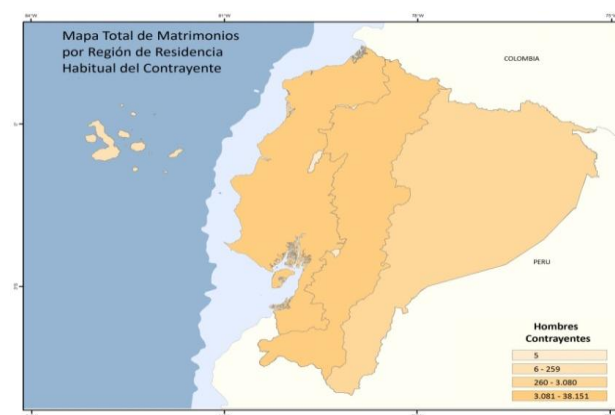 Mapa Total de Matrimonios
por Región de Residencia
Habitual del Contrayente
COLOMBIA
PERU
Hombres
Contrayentes
5
6 - 259
260 - 3.080
3.081 - 38.151